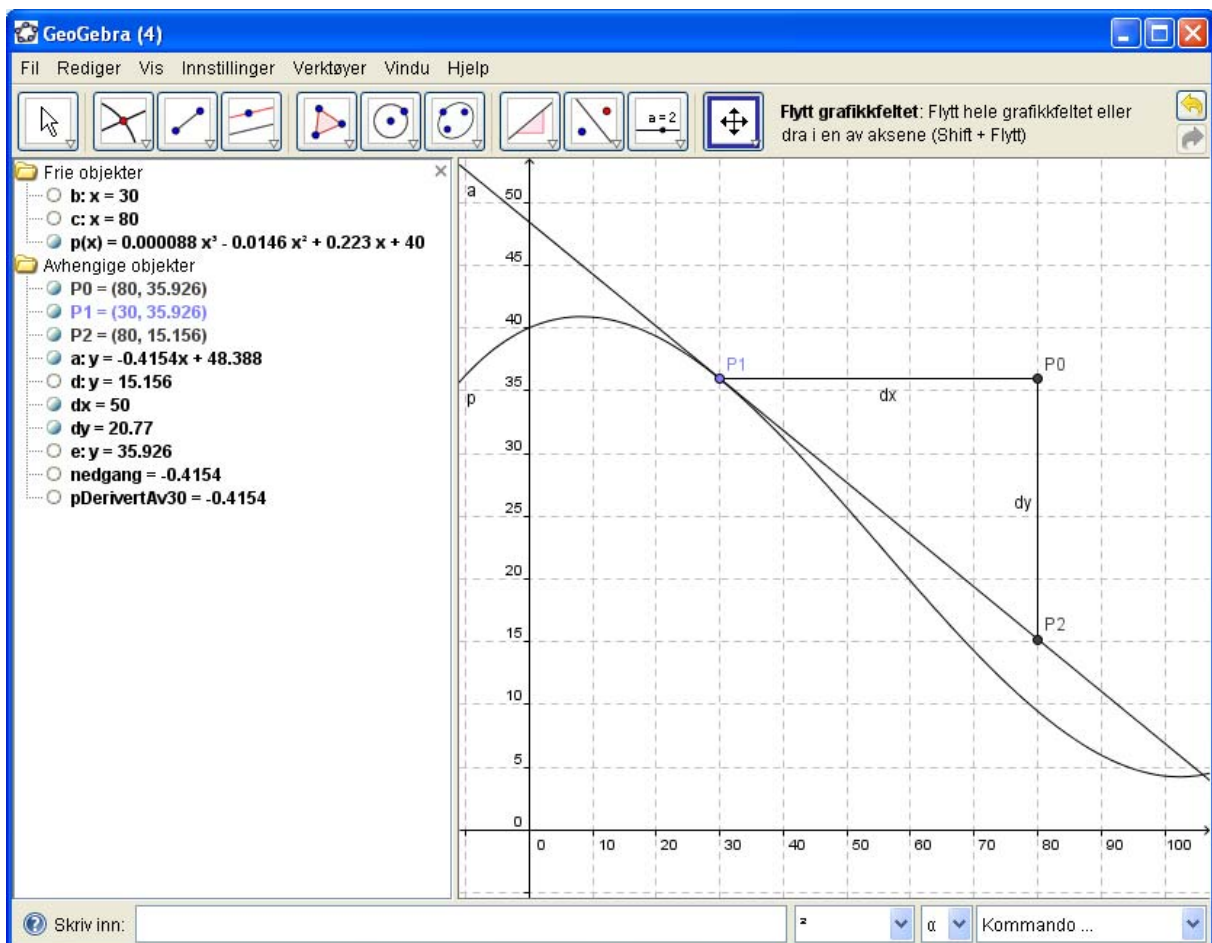 GeoGebra (4)
Fil Rediger Vis Innstillinger Verktøyer Vindu Hjelp
a = 2
Flytt grafikkfeltet: Flytt hele grafikkfeltet eller
dra i en av aksene (Shift + Flytt)
Frie objekter
b: x = 30
c: x = 80
p(x) = 0.000088 x³ - 0.0146 x² + 0.223 x + 40
Avhengige objekter
P0 = (80, 35.926)
P1 = (30, 35.926)
P2 = (80, 15.156)
a: y = -0.4154x + 48.388
d: y = 15.156
dx = 50
dy = 20.77
e: y = 35.926
nedgang = -0.4154
pDerivertAv30 = -0.4154
a
50
45
40
P1
P0
35
dx
p
30
dy
25
20
P2
15
10
5
0
0 10 20 30 40 50 60 70 80 90 100
Skriv inn:
²
α
Kommando ...